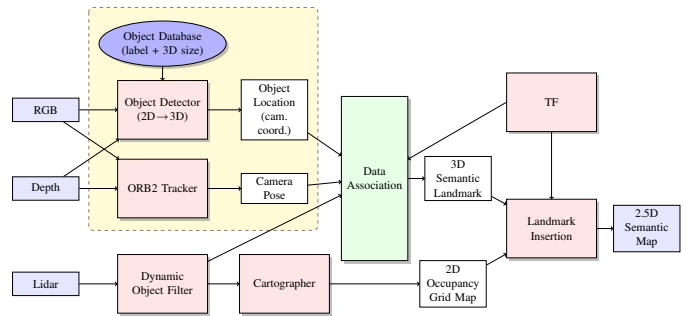 Object Database
(label + 3D size)
RGB
Object Detector
(2D→3D)
Object
Location
(cam.
coord.)
TF
Depth
ORB2 Tracker
Camera
Pose
Data
Association
3D
Semantic
Landmark
Landmark
Insertion
2.5D
Semantic
Map
Lidar
Dynamic
Object Filter
Cartographer
2D
Occupancy
Grid Map